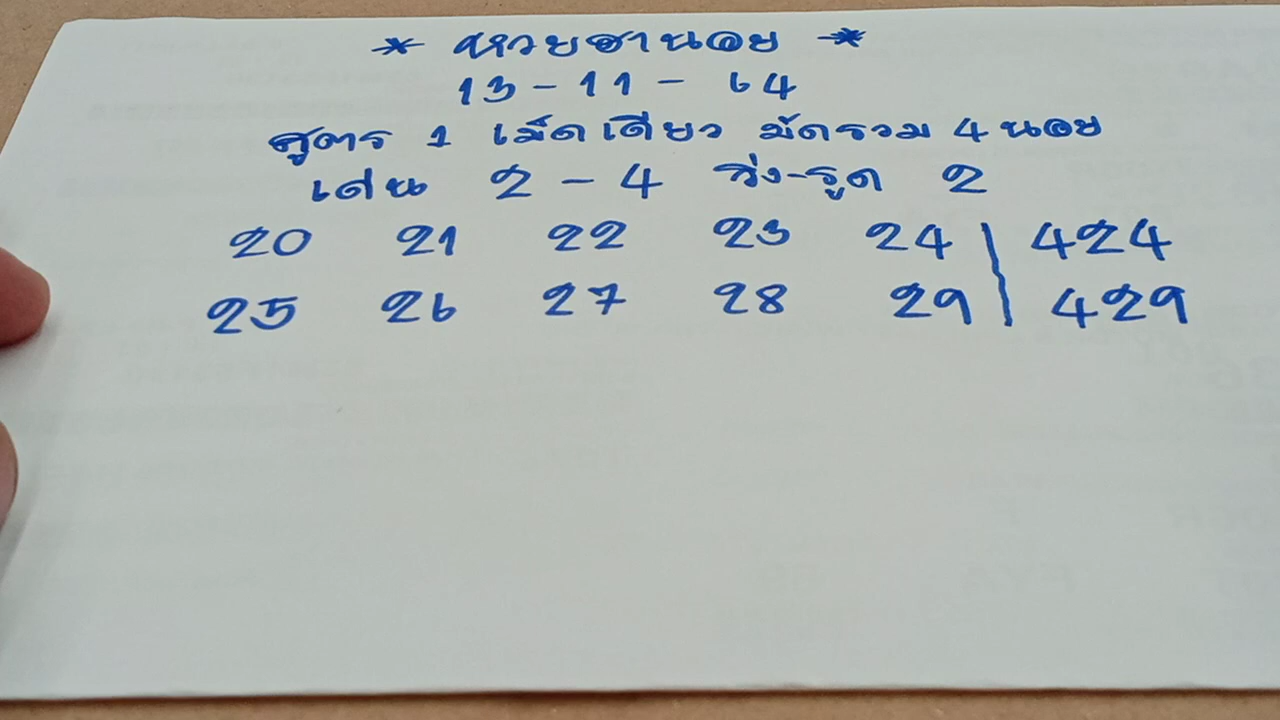 * หวยฮานอย *
13-11-64
สูตร 1 เม็ดเดียว มัดรวม 4 นอย
เด่น 2-4 วิ่ง-รูด 2
20 21 22 23 24 | 424
25 26 27 28 29 | 429